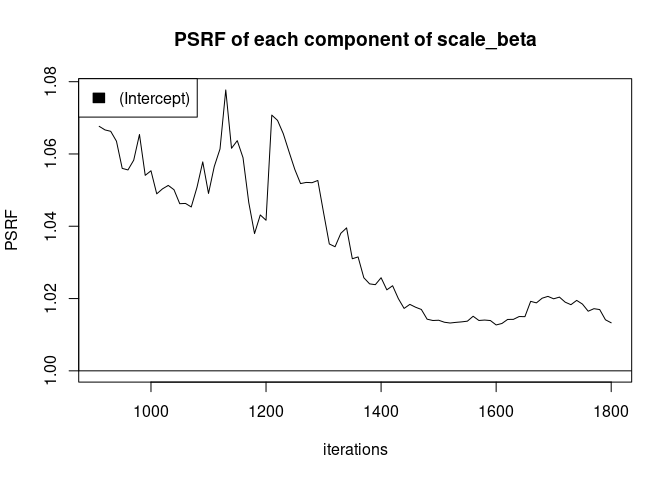 PSRF of each component of scale_beta
(Intercept)
PSRF
1.08
1.06
1.04
1.02
1.00
1000 1200 1400 1600 1800
iterations